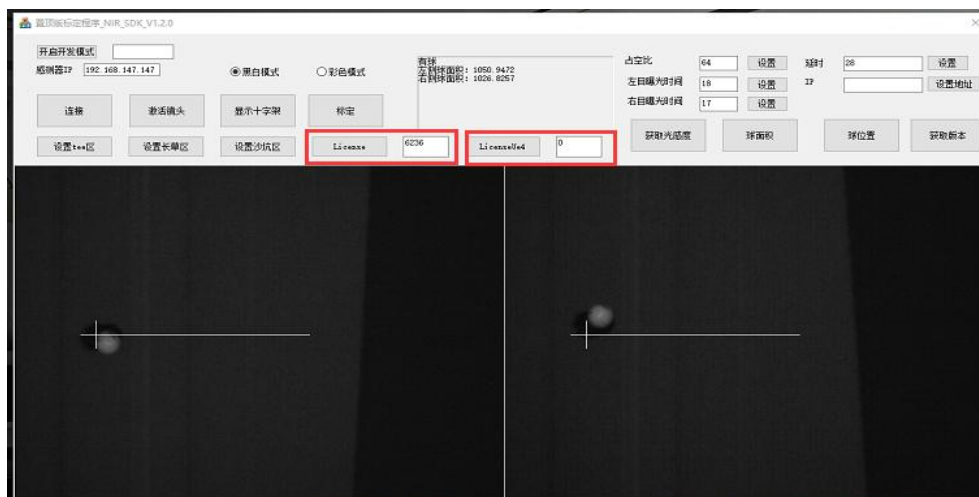 置顶版标定程序_NIR_SDK_V1.2.0
开启开发模式
感测器IP 192.168.147.147
黑白模式 彩色模式
有球
左侧球面积: 1050.9472
右侧球面积: 1026.8257
占空比 64 设置 延时 28 设置
左目曝光时间 18 设置 IP 设置地址
右目曝光时间 17 设置
连接 激活镜头 显示十字架 标定
获取光感度 球面积 球位置 获取版本
设置tee区 设置长草区 设置沙坑区 License 6236 LicenseUe4 0